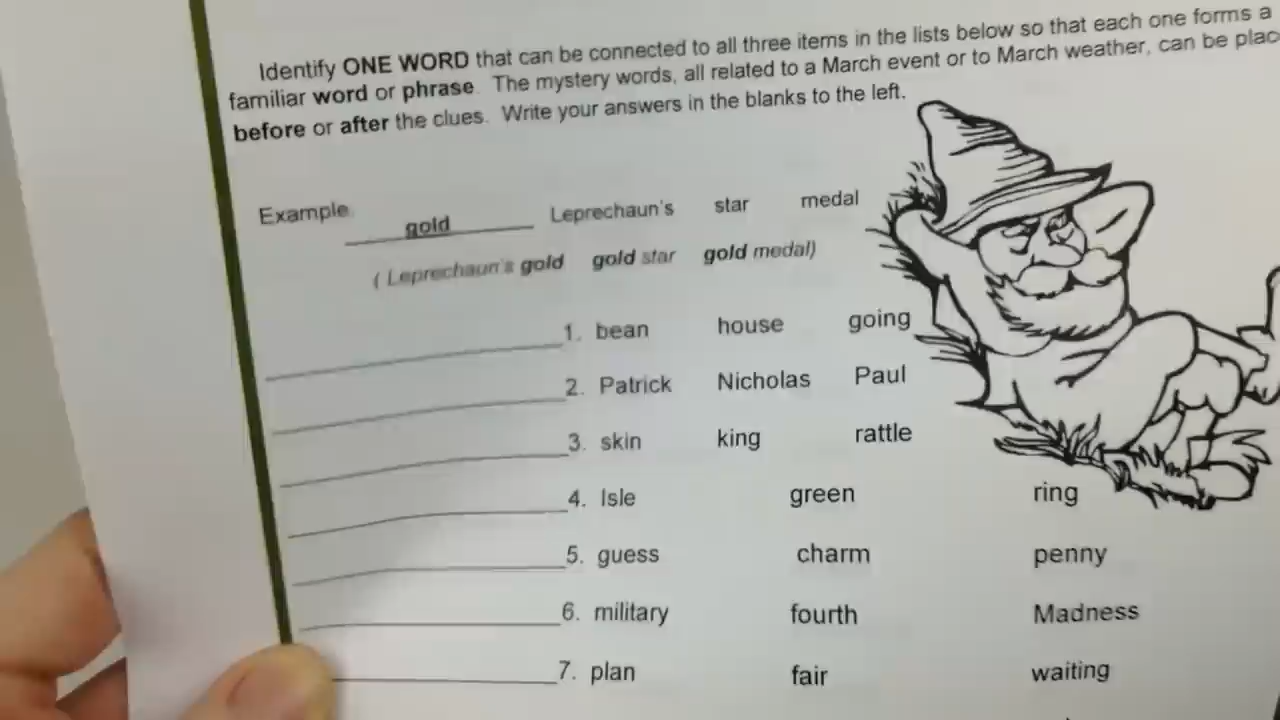 Identify ONE WORD that can be connected to all three items in the lists below so that each one forms a
familiar word or phrase. The mystery words, all related to a March event or to March weather, can be
before or after the clues. Write your answers in the blanks to the left.
Example gold Leprechaun's star medal
( Leprechaun's gold gold star gold medal)
1. bean house going
2. Patrick Nicholas Paul
3. skin king rattle
4. Isle green ring
5. guess charm penny
6. military fourth Madness
7. plan fair waiting